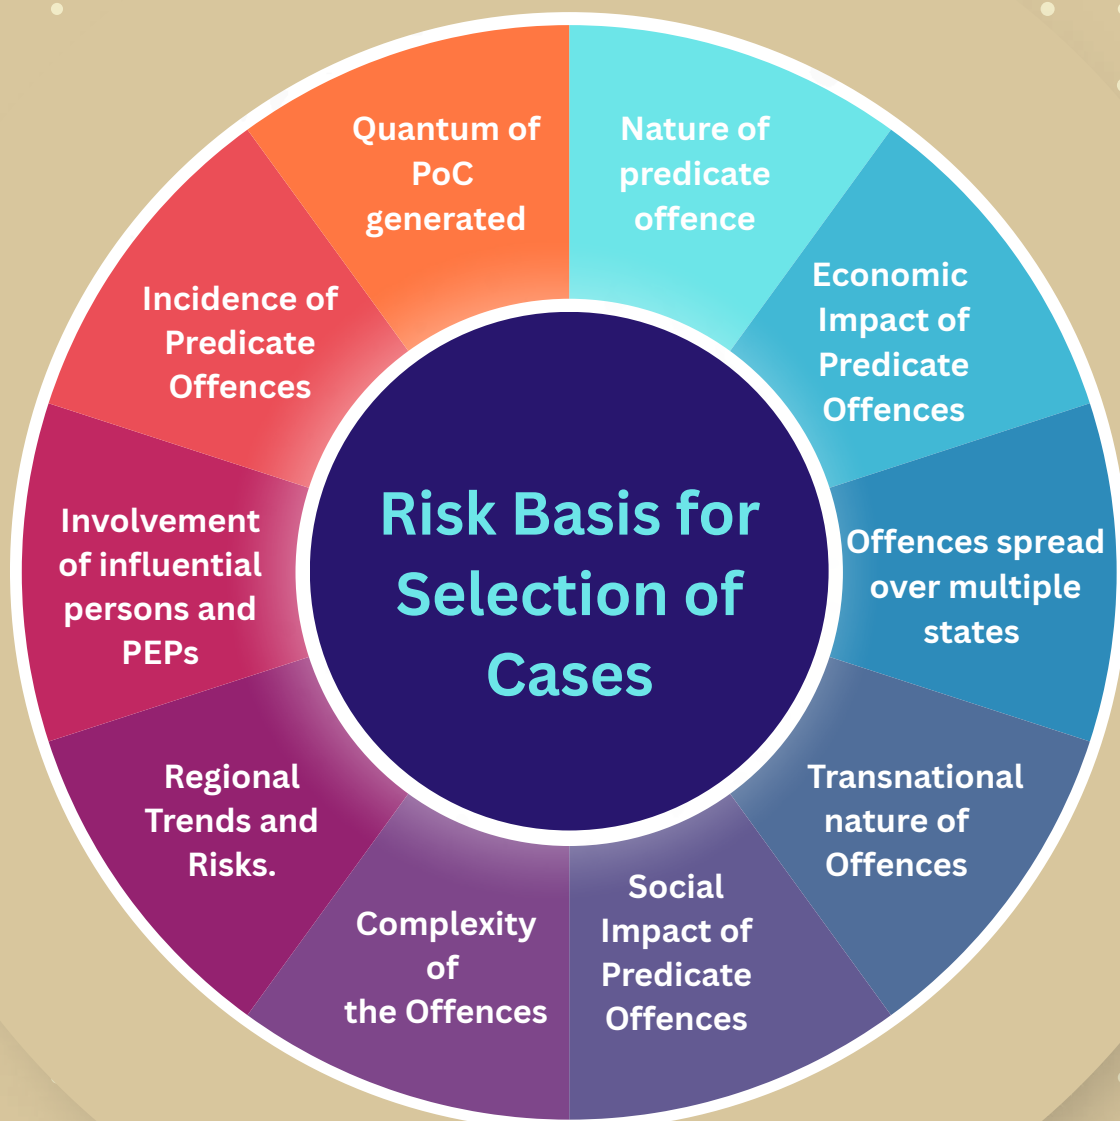 Risk Basis for
Selection of
Cases
Nature of
predicate
offence
Economic
Impact of
Predicate
Offences
Offences spread
over multiple
states
Transnational
nature of
Offences
Social
Impact of
Predicate
Offences
Complexity
of
the Offences
Regional
Trends and
Risks.
Involvement
of influential
persons and
PEPs
Incidence of
Predicate
Offences
Quantum of
PoC
generated